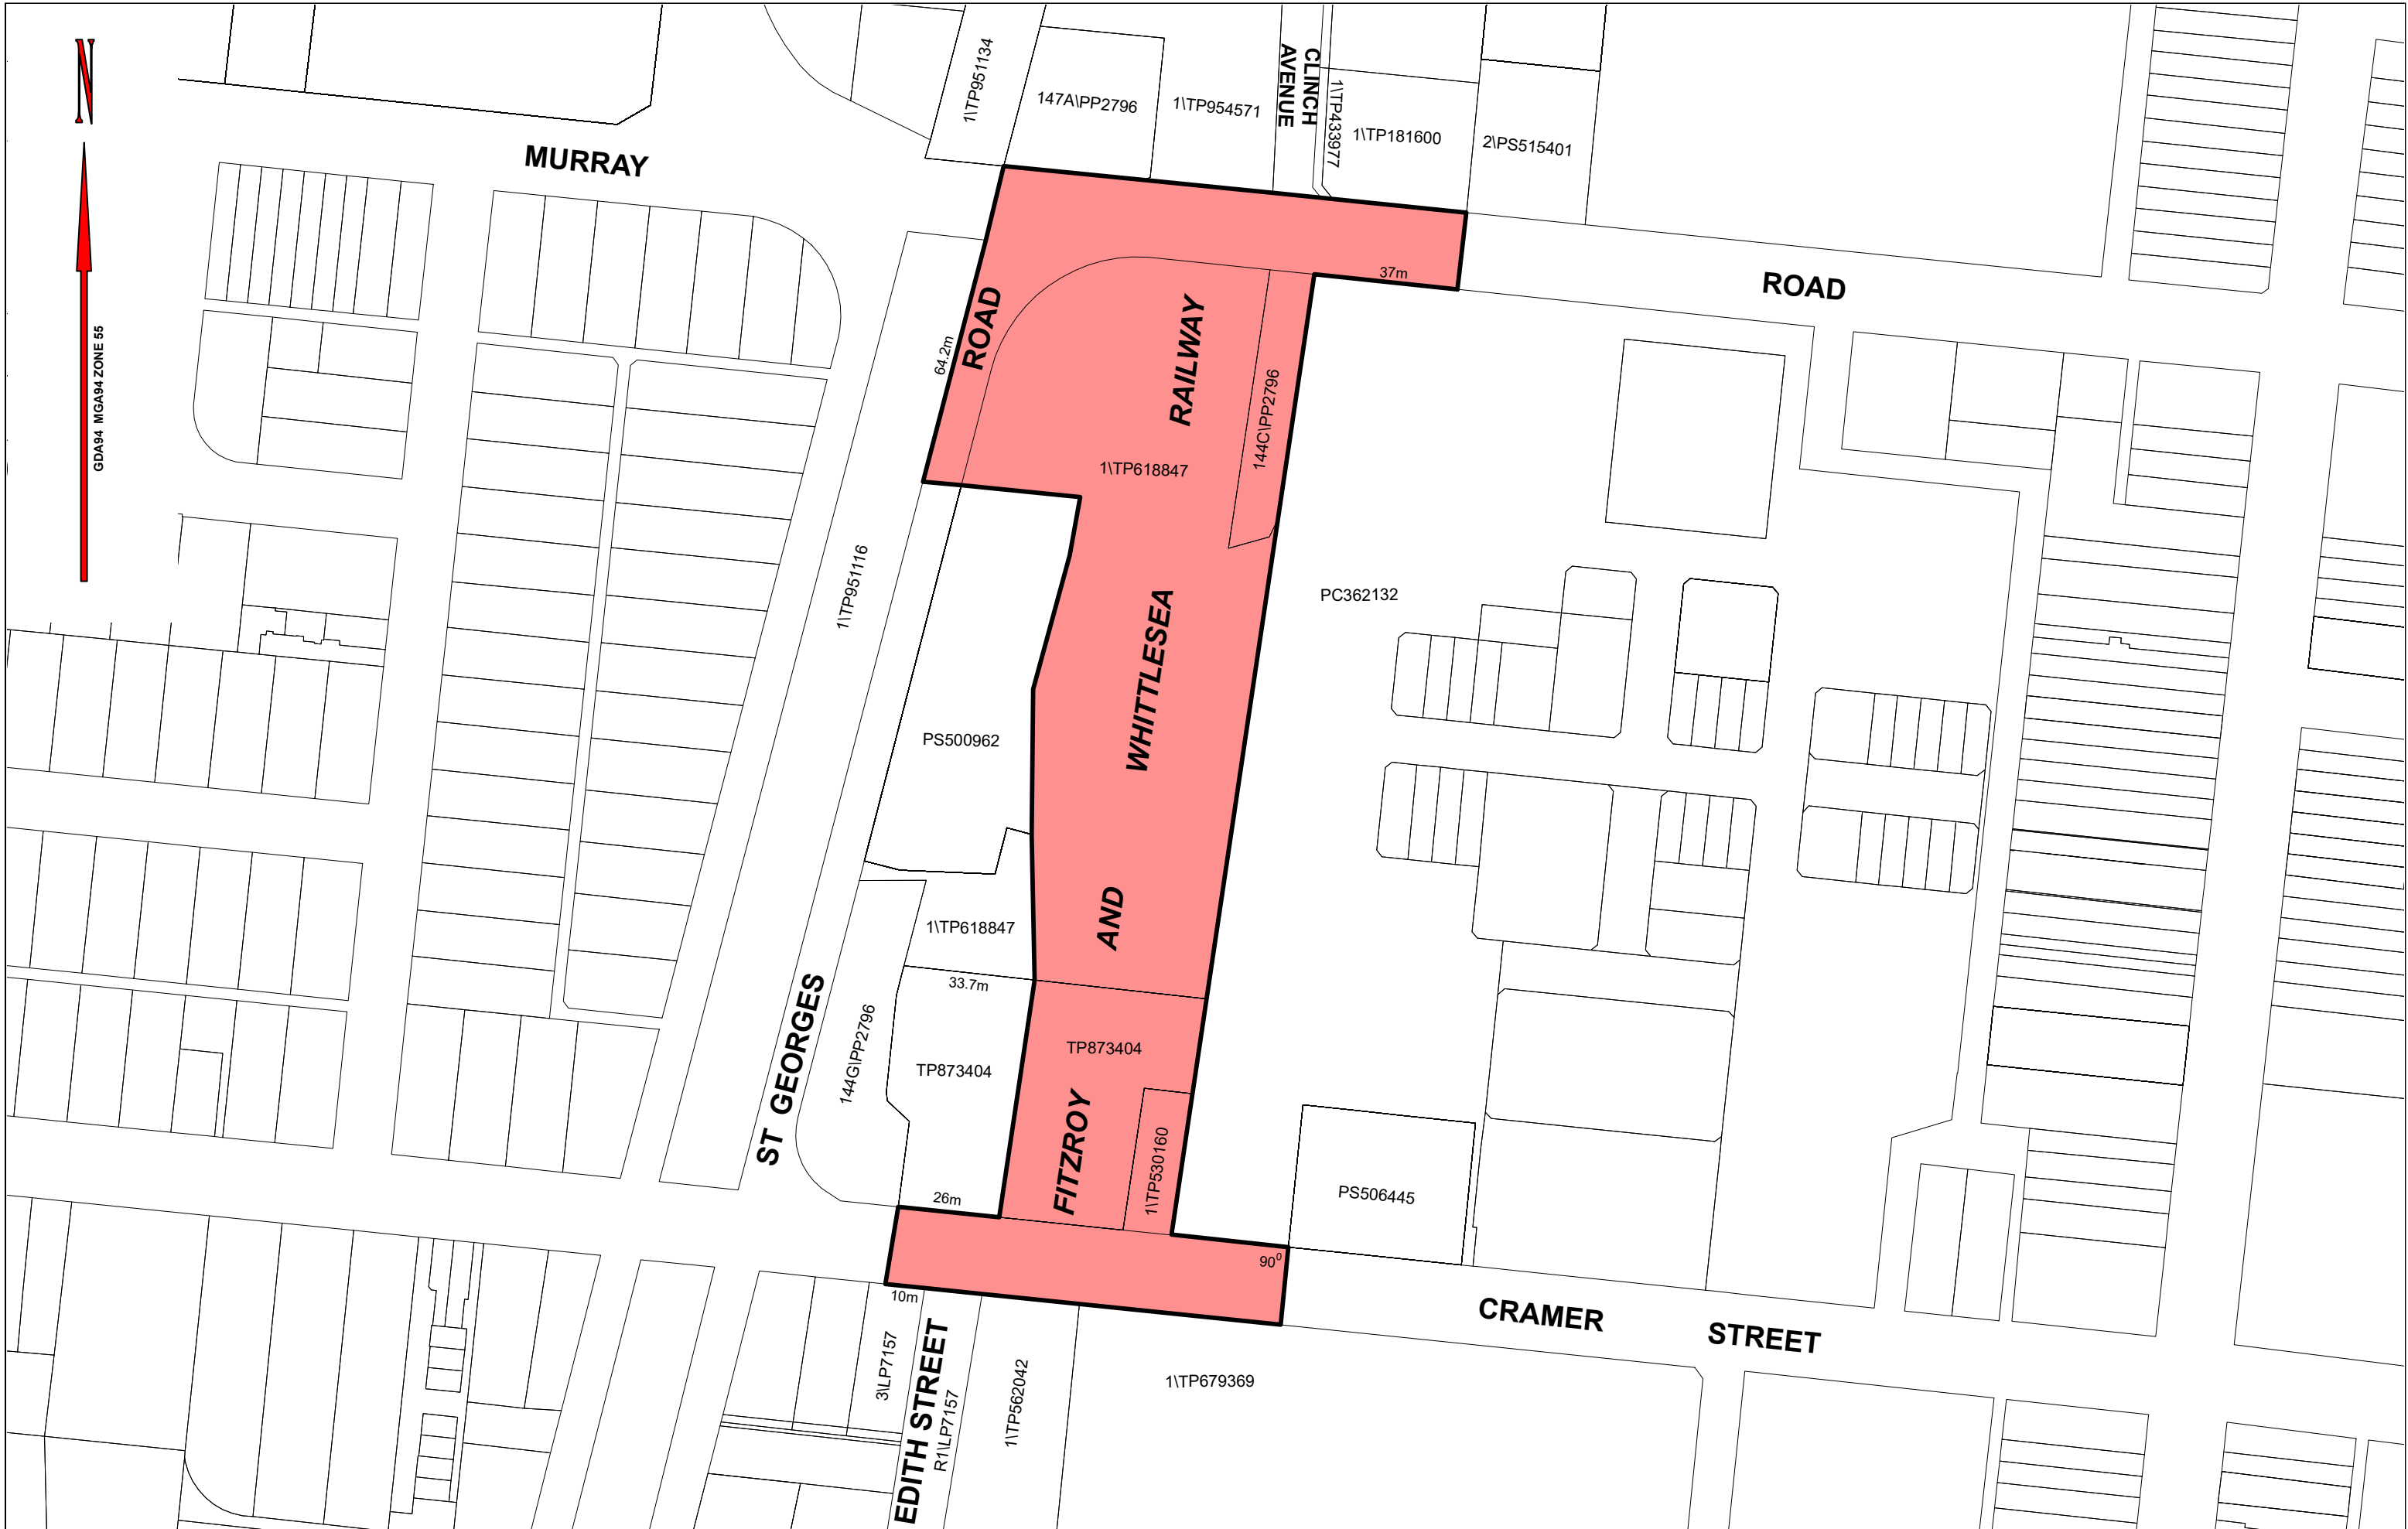 N
GDA94 MGA94 ZONE 55
1\TP951134
147A\PP2796
1\TP954571
CLINCH
AVENUE
1\TP433977
1\TP181600
2\PS515401
MURRAY
ROAD
37m
ROAD
64.2m
RAILWAY
144C\PP2796
1\TP618847
1\TP951116
PC362132
WHITTLESEA
PS500962
AND
1\TP618847
33.7m
ST GEORGES
144G\PP2796
TP873404
TP873404
FITZROY
1\TP530160
26m
PS506445
90⁰
10m
CRAMER
STREET
3\LP7157
EDITH STREET
R1\LP7157
1\TP562042
1\TP679369